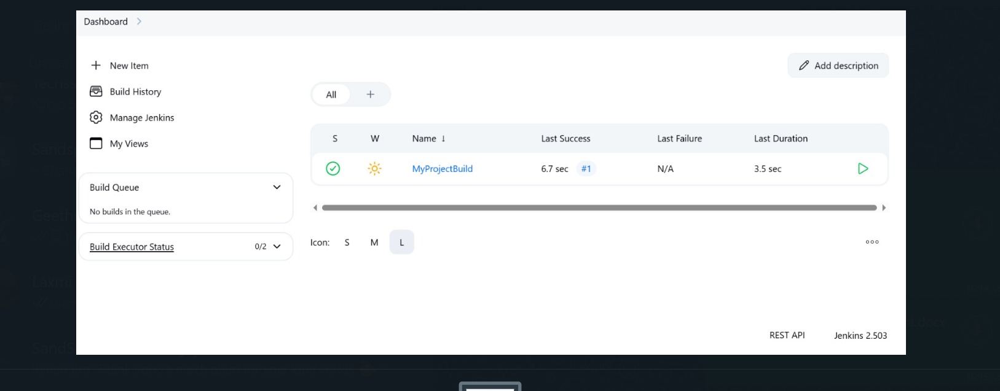 Dashboard
New Item
Build History
Manage Jenkins
My Views
Build Queue
No builds in the queue.
Build Executor Status 0/2
Add description
All +
S W Name ↓ Last Success Last Failure Last Duration
MyProjectBuild 6.7 sec #1 N/A 3.5 sec
Icon: S M L
REST API Jenkins 2.503